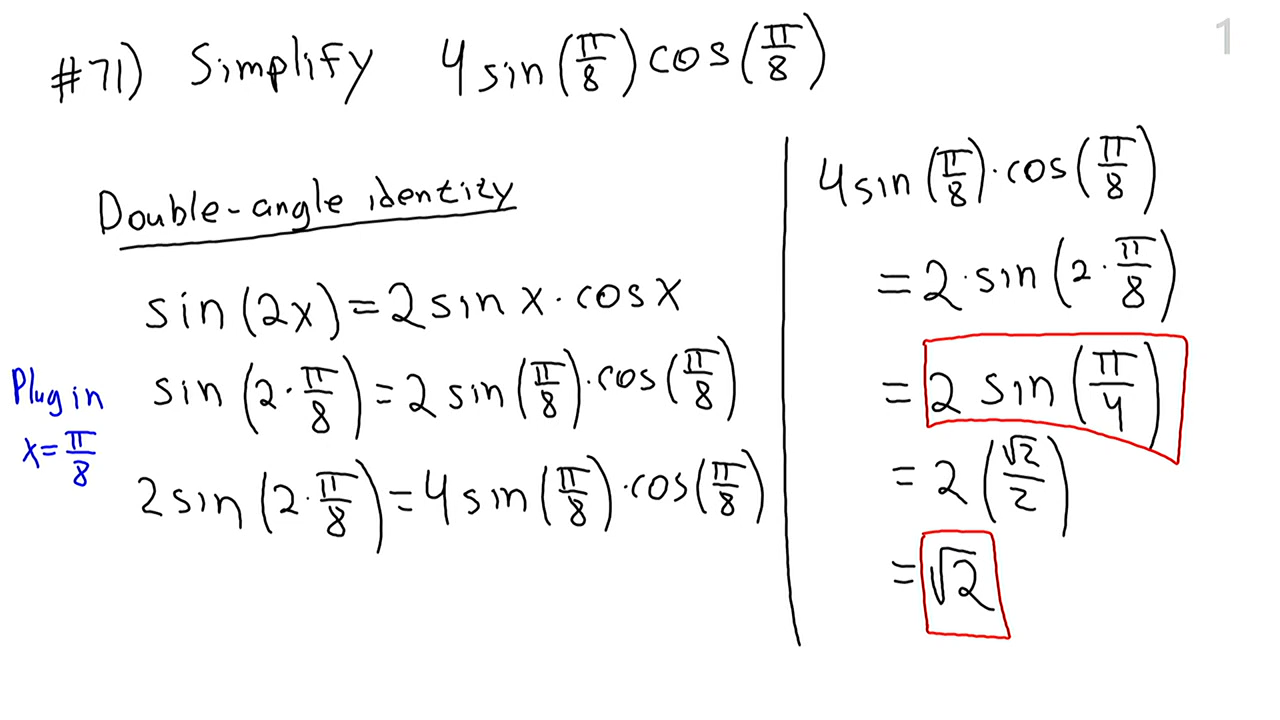 #71) Simplify 4 sin(π/8) cos(π/8)
1
Double-angle identity
sin(2x) = 2 sin x · cos x
Plug in
x = π/8
sin(2 · π/8) = 2 sin(π/8) · cos(π/8)
2 sin(2 · π/8) = 4 sin(π/8) · cos(π/8)
4 sin(π/8) · cos(π/8)
= 2 · sin(2 · π/8)
= 2 sin(π/4)
= 2(√2/2)
= √2